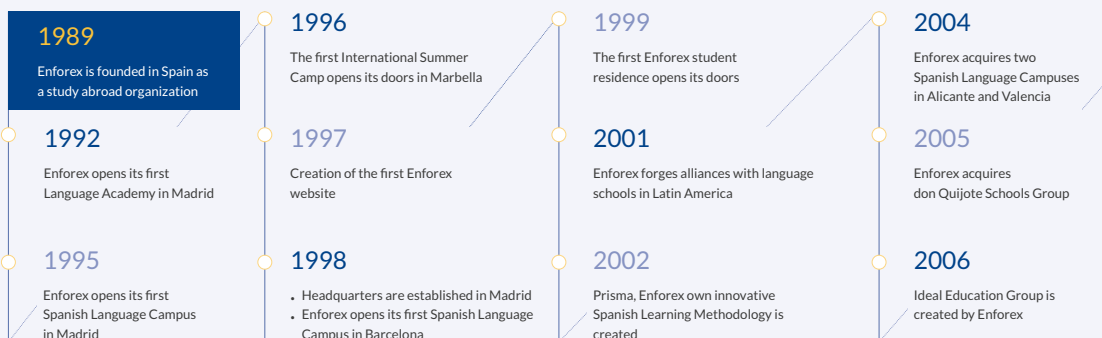 1989
Enforex is founded in Spain as
a study abroad organization
1992
Enforex opens its first
Language Academy in Madrid
1995
Enforex opens its first
Spanish Language Campus
in Madrid
1996
The first International Summer
Camp opens its doors in Marbella
1997
Creation of the first Enforex
website
1998
• Headquarters are established in Madrid
• Enforex opens its first Spanish Language
Campus in Barcelona
1999
The first Enforex student
residence opens its doors
2001
Enforex forges alliances with language
schools in Latin America
2002
Prisma, Enforex own innovative
Spanish Learning Methodology is
created
2004
Enforex acquires two
Spanish Language Campuses
in Alicante and Valencia
2005
Enforex acquires
don Quijote Schools Group
2006
Ideal Education Group is
created by Enforex